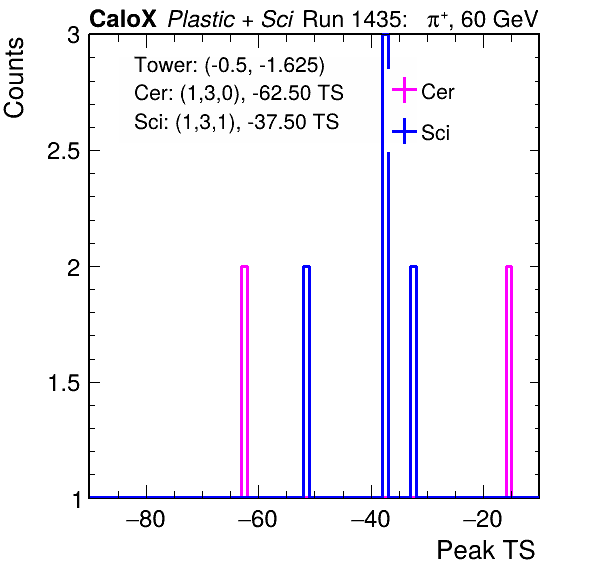 CaloX Plastic + Sci Run 1435: π⁺, 60 GeV
Counts
3
2.5
2
1.5
1
Tower: (-0.5, -1.625)
Cer: (1,3,0), -62.50 TS
Sci: (1,3,1), -37.50 TS
Cer
Sci
−80 −60 −40 −20
Peak TS